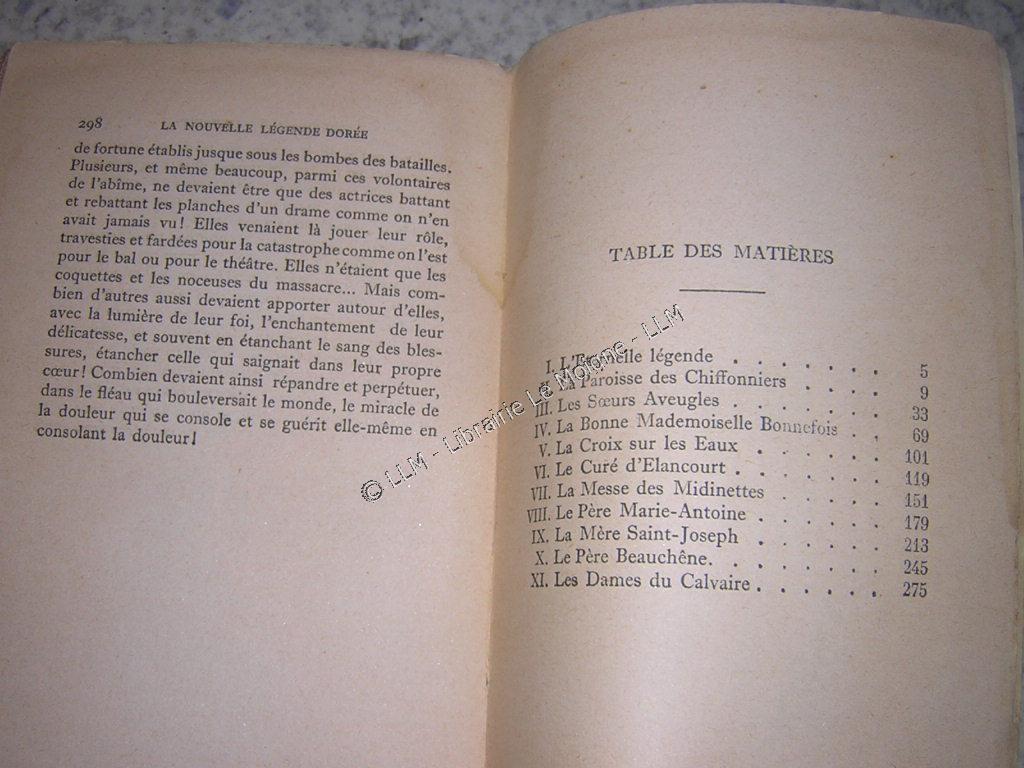 298 LA NOUVELLE LÉGENDE DORÉE
de fortune établis jusque sous les bombes des batailles.
Plusieurs, et même beaucoup, parmi ces volontaires
de l'abîme, ne devaient être que des actrices battant
et rebattant les planches d'un drame comme on n'en
avait jamais vu! Elles venaient là jouer leur rôle,
travesties et fardées pour la catastrophe comme on l'est
pour le bal ou pour le théâtre. Elles n'étaient que les
coquettes et les noceuses du massacre... Mais com-
bien d'autres aussi devaient apporter autour d'elles,
avec la lumière de leur foi, l'enchantement de leur
délicatesse, et souvent en étanchant le sang des bles-
sures, étancher celle qui saignait dans leur propre
cœur! Combien devaient ainsi répandre et perpétuer,
dans le fléau qui bouleversait le monde, le miracle de
la douleur qui se console et se guérit elle-même en
consolant la douleur!
TABLE DES MATIÈRES
I. L'Eternelle légende . . . . . . . 5
II. La Paroisse des Chiffonniers . . . . 9
III. Les Sœurs Aveugles . . . . . . . 33
IV. La Bonne Mademoiselle Bonnefois . . 69
V. La Croix sur les Eaux . . . . . . 101
VI. Le Curé d'Elancourt . . . . . . . 119
VII. La Messe des Midinettes . . . . . 151
VIII. Le Père Marie-Antoine . . . . . . 179
IX. La Mère Saint-Joseph . . . . . . 213
X. Le Père Beauchêne. . . . . . . . 245
XI. Les Dames du Calvaire . . . . . . 275
© LLM - Librairie Le Molone - LLM